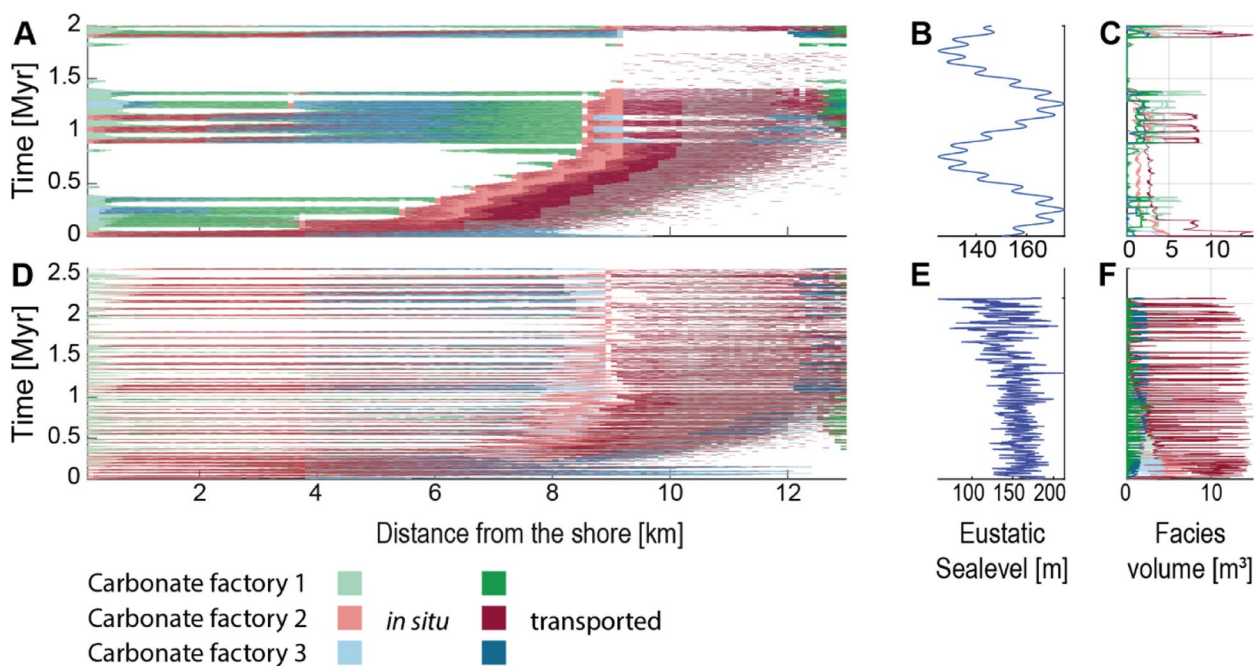 A
B
C
2
1.5
1
0.5
0
Time [Myr]
140 160
0 5 10 15
D
E
F
2.5
2
1.5
1
0.5
0
Time [Myr]
2 4 6 8 10 12
100 150 200
0 10
Distance from the shore [km]
Eustatic
Sealevel [m]
Facies
volume [m³]
Carbonate factory 1
Carbonate factory 2 in situ transported
Carbonate factory 3